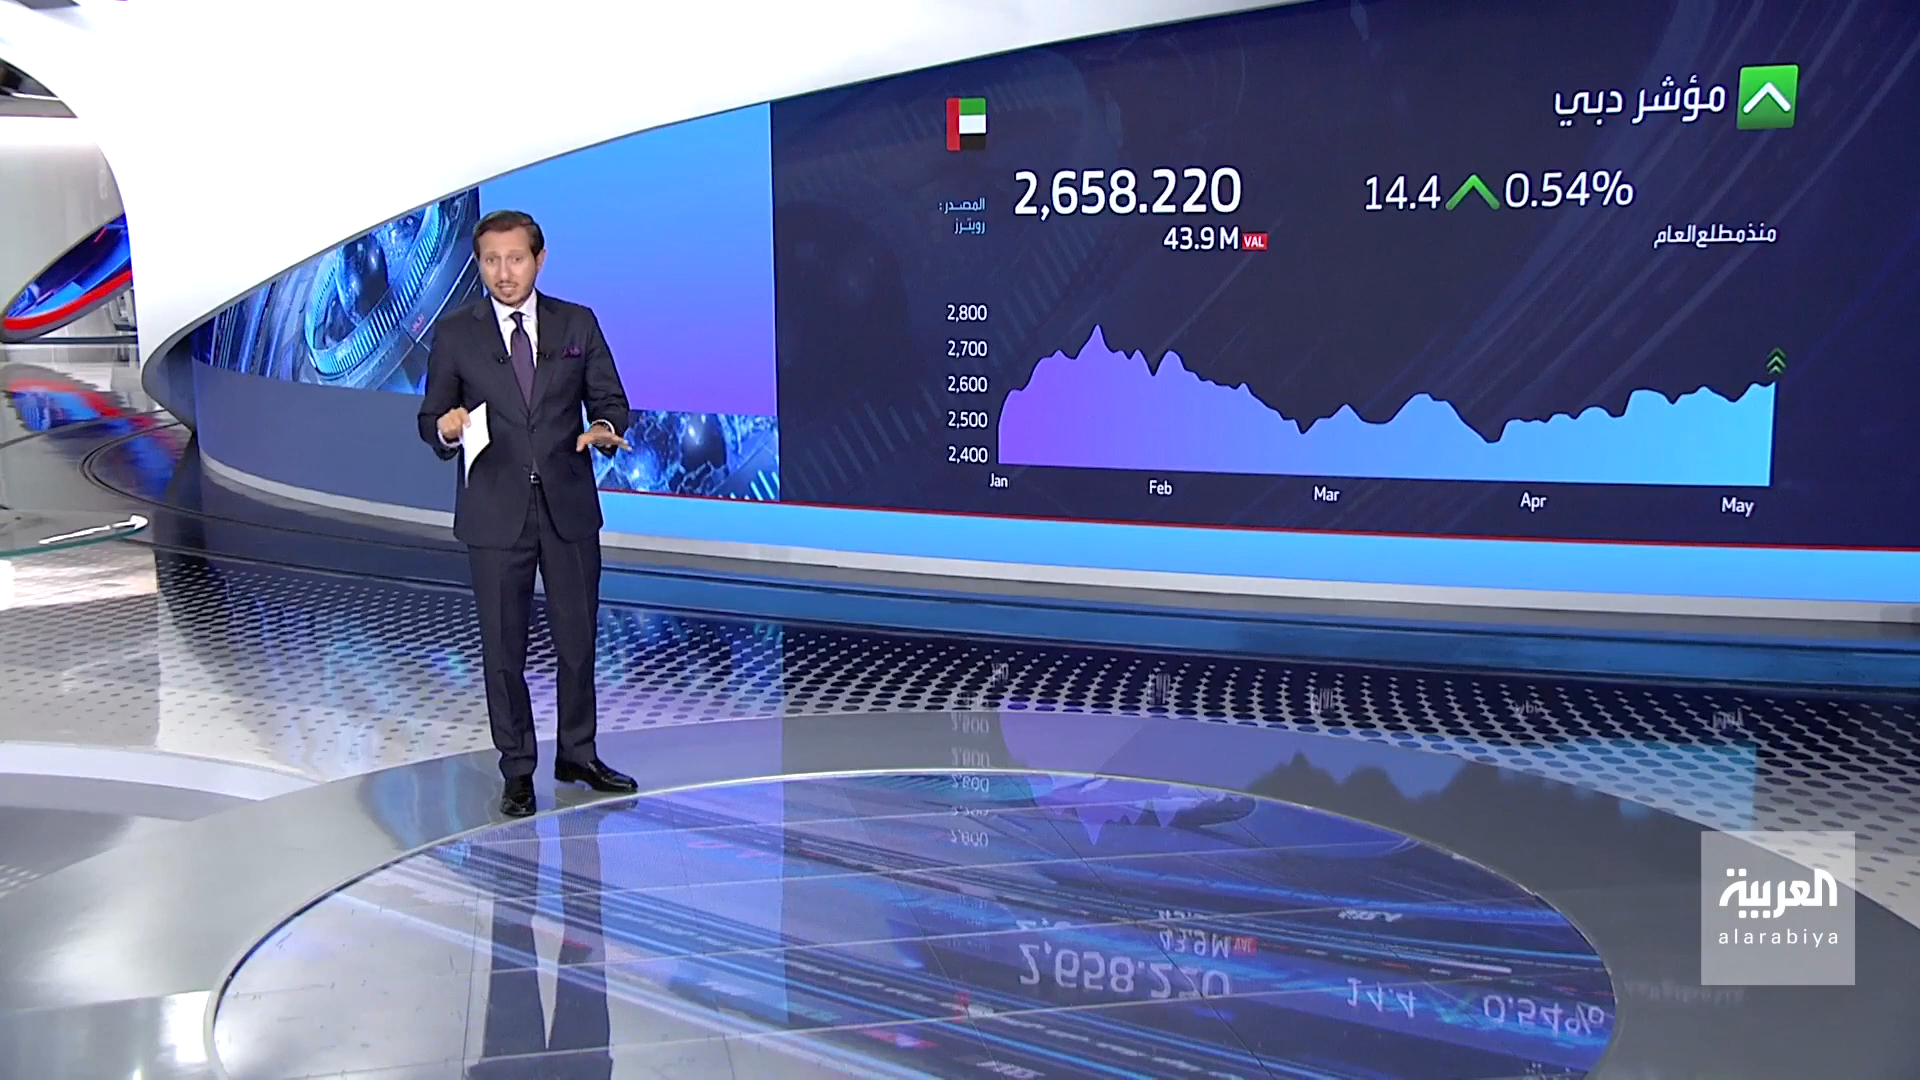 مؤشر دبي
2,658.220
14.4 0.54%
المصدر:
رويترز
43.9 M VAL
منذ مطلع العام
2,800
2,700
2,600
2,500
2,400
Jan Feb Mar Apr May
العربية
alarabiya